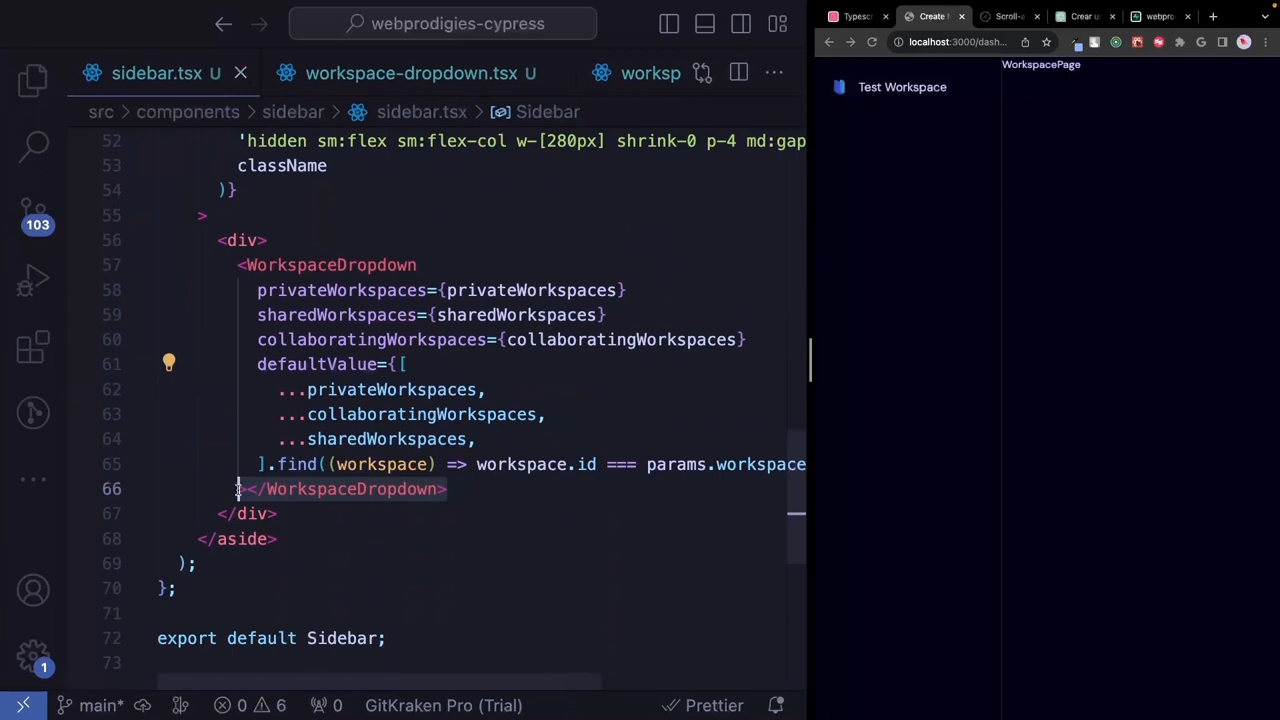 webprodigies-cypress
sidebar.tsx U
workspace-dropdown.tsx U
worksp
src > components > sidebar > sidebar.tsx > Sidebar
52 'hidden sm:flex sm:flex-col w-[280px] shrink-0 p-4 md:gap
53 className
54 )}
55 >
56 <div>
57 <WorkspaceDropdown
58 privateWorkspaces={privateWorkspaces}
59 sharedWorkspaces={sharedWorkspaces}
60 collaboratingWorkspaces={collaboratingWorkspaces}
61 defaultValue={[
62 ...privateWorkspaces,
63 ...collaboratingWorkspaces,
64 ...sharedWorkspaces,
65 ].find((workspace) => workspace.id === params.workspace
66 ></WorkspaceDropdown>
67 </div>
68 </aside>
69 );
70 };
71
72 export default Sidebar;
73
103
1
main*
0
6
0
GitKraken Pro (Trial)
Prettier
Typesc
Create
Scroll-a
Crear u
webpro
localhost:3000/dash...
Test Workspace
WorkspacePage